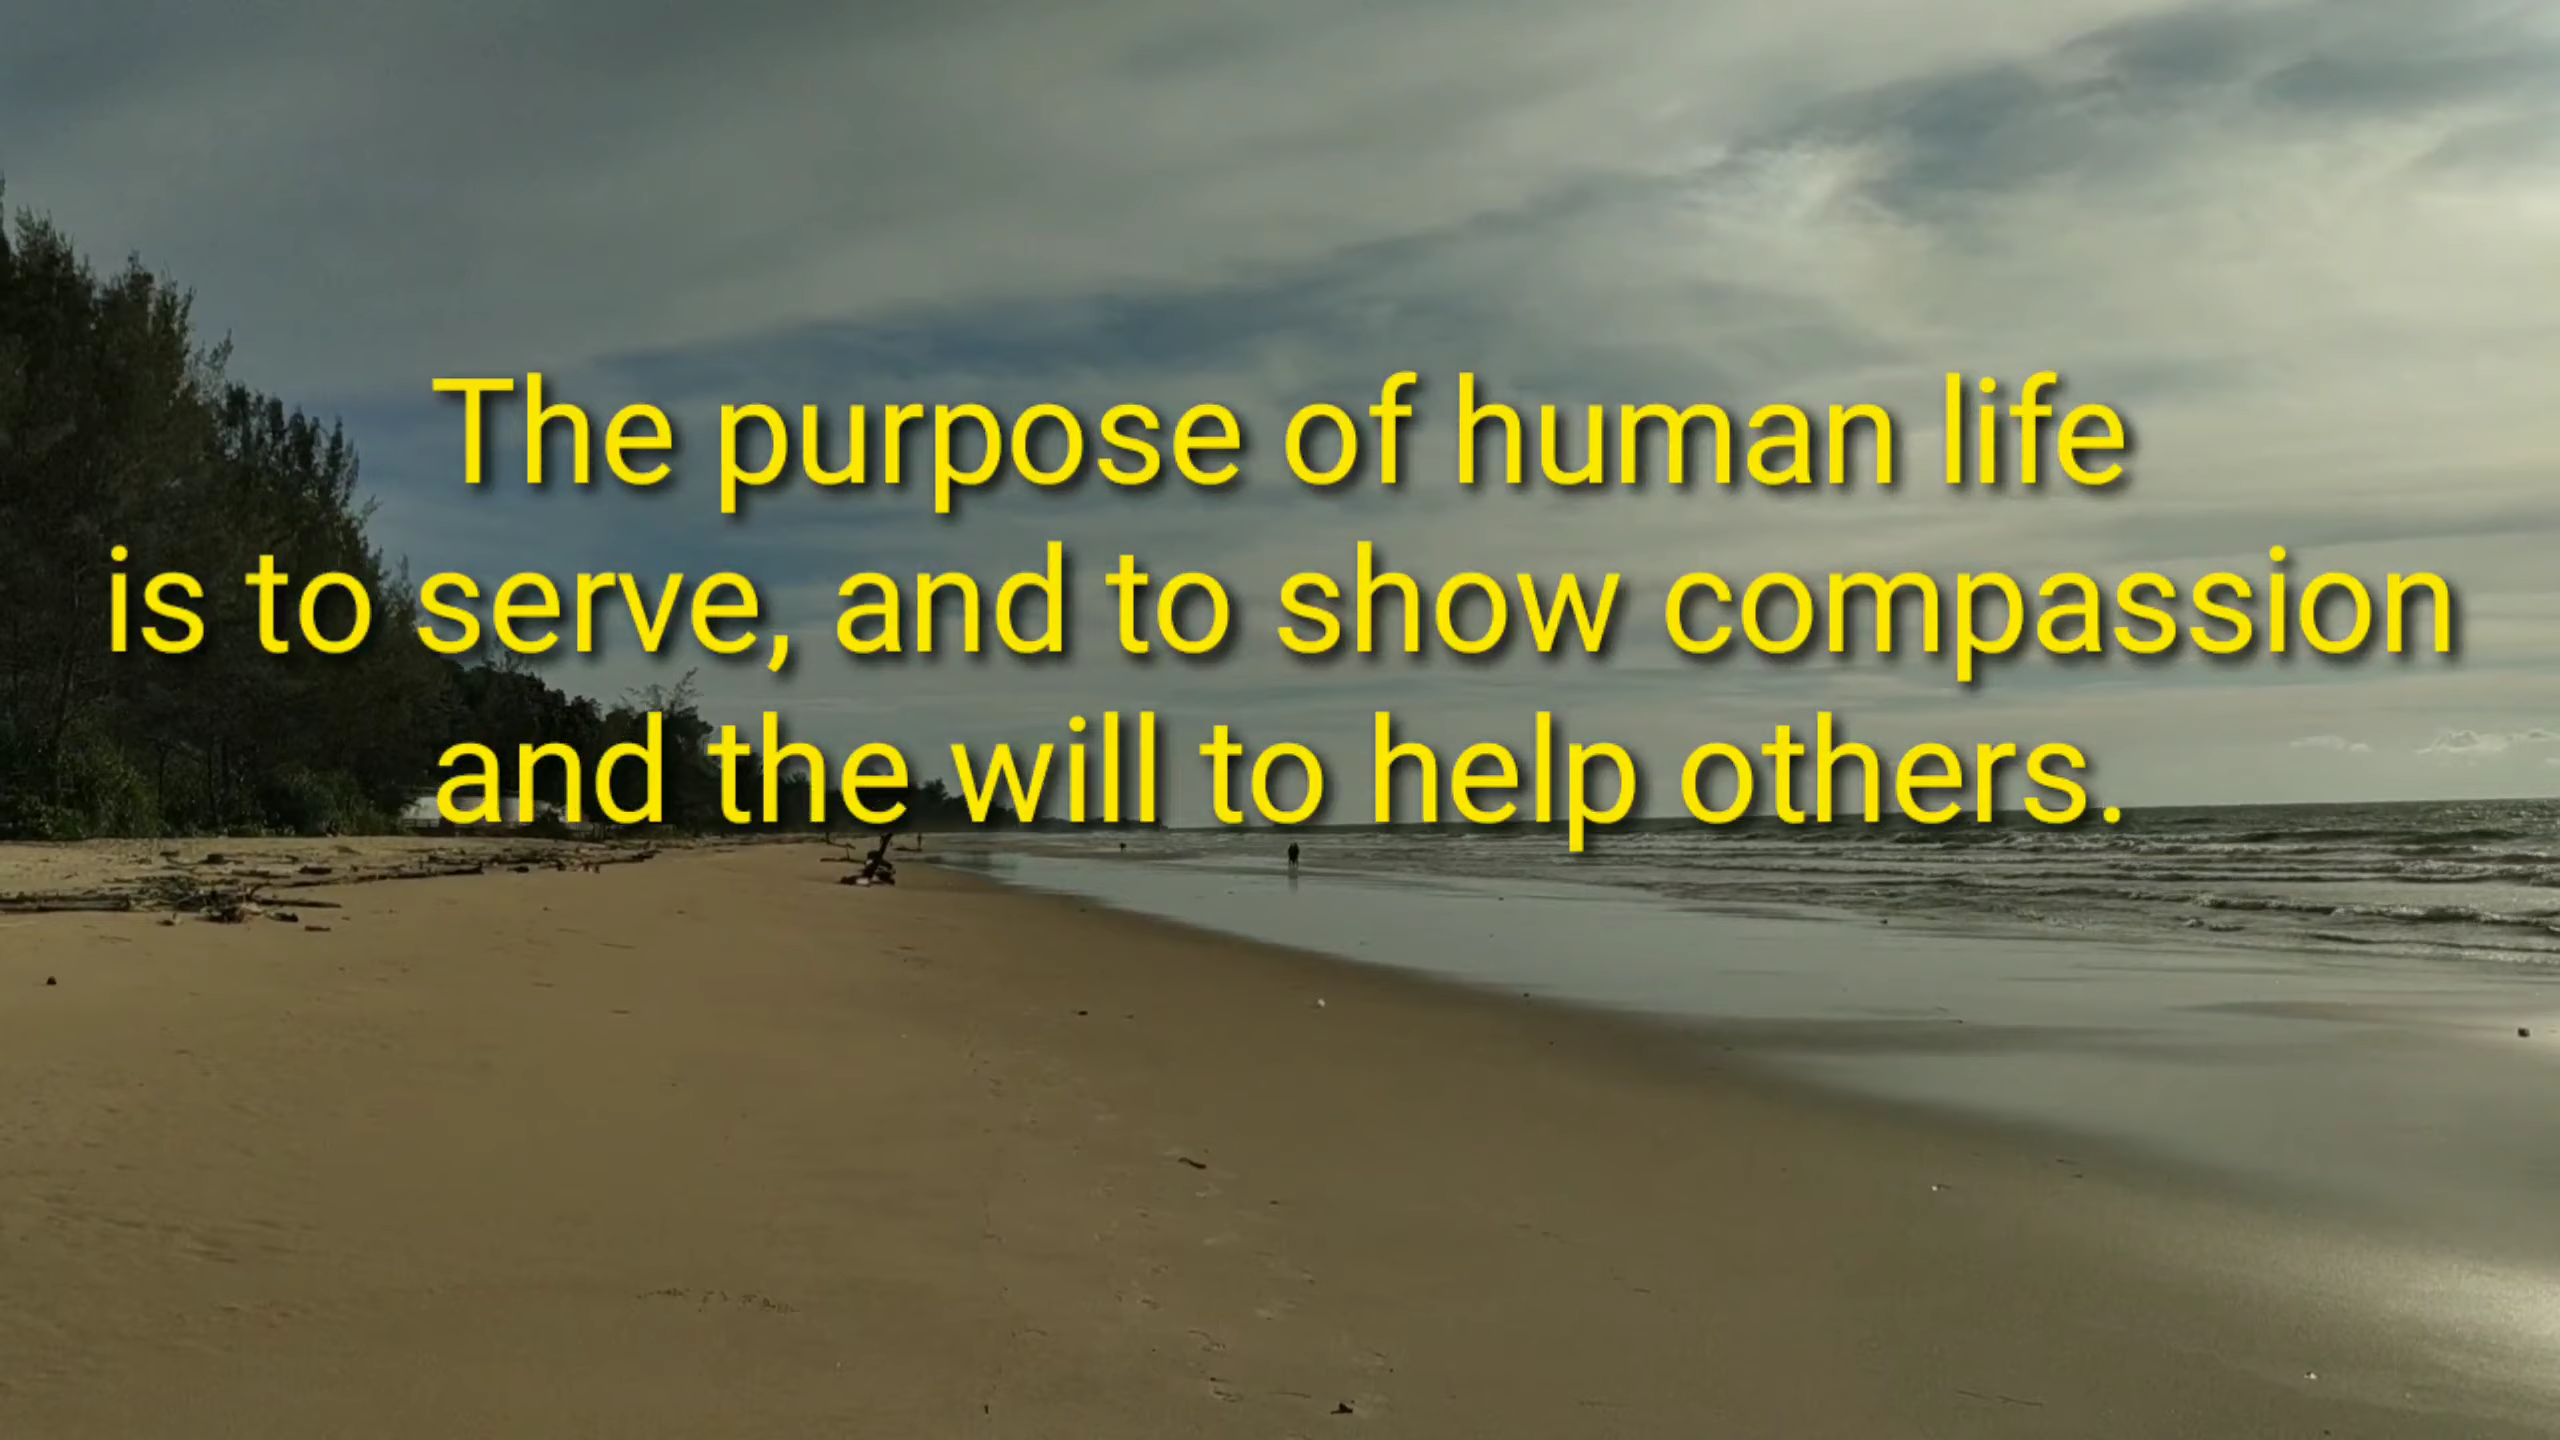 The purpose of human life
is to serve, and to show compassion
and the will to help others.